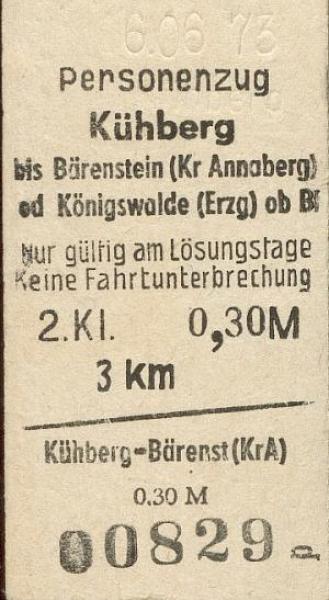 6.06 73
Personenzug
Kühberg
bis Bärenstein (Kr Annaberg)
od Königswalde (Erzg) ob Bf
Nur gültig am Lösungstage
Keine Fahrtunterbrechung
2.Kl. 0,30M
3 km
Kühberg-Bärenst(KrA)
0.30 M
00829